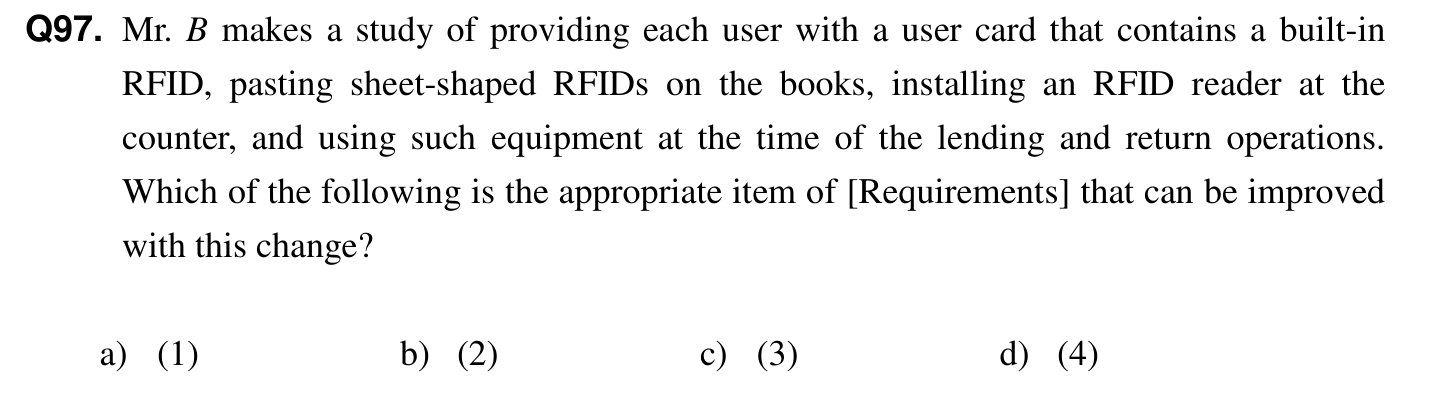 Q97. Mr. B makes a study of providing each user with a user card that contains a built-in
RFID, pasting sheet-shaped RFIDs on the books, installing an RFID reader at the
counter, and using such equipment at the time of the lending and return operations.
Which of the following is the appropriate item of [Requirements] that can be improved
with this change?
a) (1) b) (2) c) (3) d) (4)